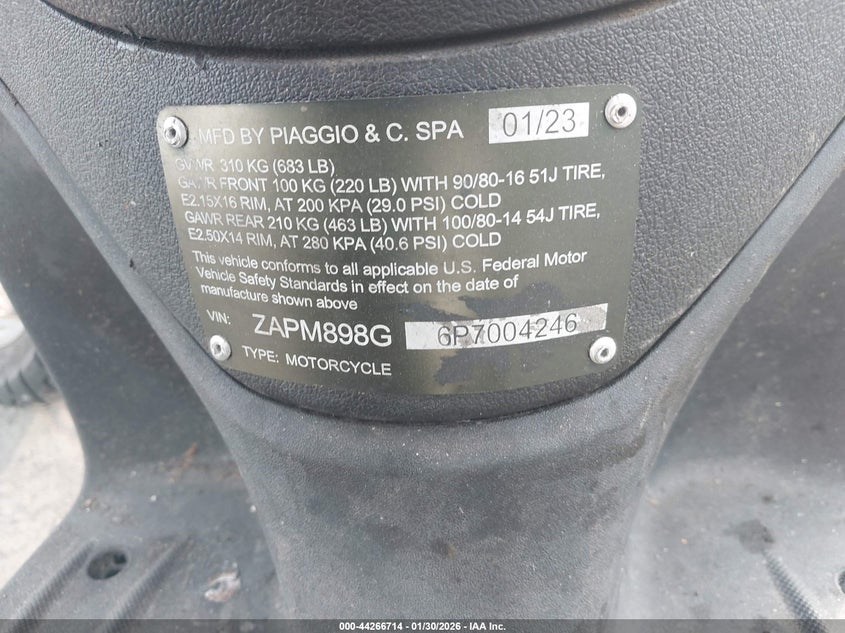 MFD BY PIAGGIO & C. SPA 01/23
GVWR 310 KG (683 LB)
GAWR FRONT 100 KG (220 LB) WITH 90/80-16 51J TIRE,
E2.15X16 RIM, AT 200 KPA (29.0 PSI) COLD
GAWR REAR 210 KG (463 LB) WITH 100/80-14 54J TIRE,
E2.50X14 RIM, AT 280 KPA (40.6 PSI) COLD
This vehicle conforms to all applicable U.S. Federal Motor
Vehicle Safety Standards in effect on the date of
manufacture shown above
VIN: ZAPM898G 6P7004246
TYPE: MOTORCYCLE
000-44266714 - 01/30/2026 - IAA Inc.